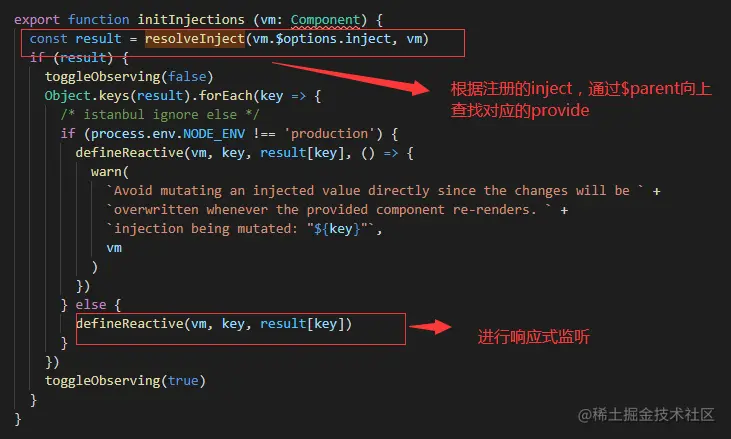 export function initInjections (vm: Component) {
  const result = resolveInject(vm.$options.inject, vm)
  if (result) {
    toggleObserving(false)
    Object.keys(result).forEach(key => {
      /* istanbul ignore else */
      if (process.env.NODE_ENV !== 'production') {
        defineReactive(vm, key, result[key], () => {
          warn(
            `Avoid mutating an injected value directly since the changes will be ` +
            `overwritten whenever the provided component re-renders. ` +
            `injection being mutated: "${key}"`,
            vm
          )
        })
      } else {
        defineReactive(vm, key, result[key])
      }
    })
    toggleObserving(true)
  }
}
根据注册的inject，通过$parent向上
查找对应的provide
进行响应式监听
@稀土掘金技术社区